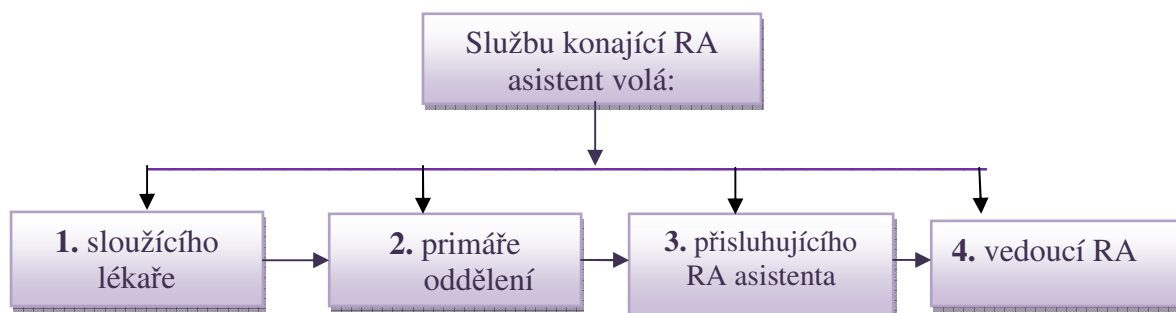 Službu konající RA
asistent volá:
1. sloužícího
lékaře
2. primáře
oddělení
3. přisluhujícího
RA asistenta
4. vedoucí RA